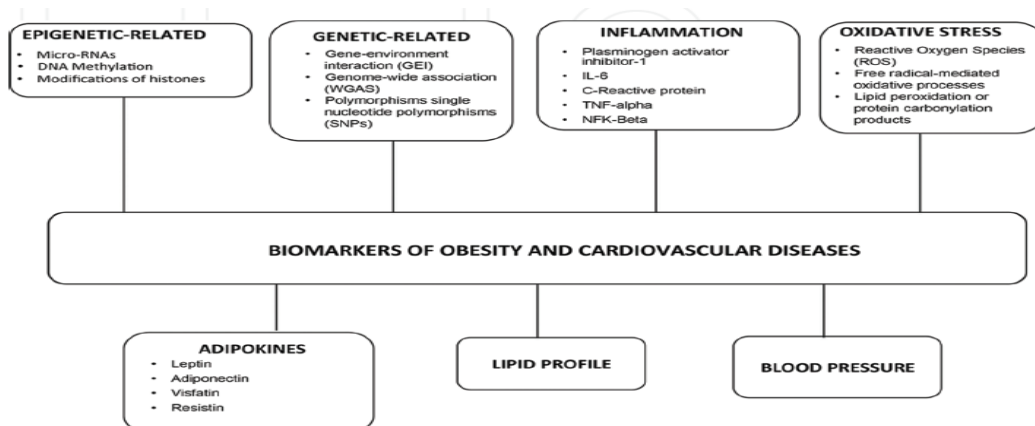 EPIGENETIC-RELATED
• Micro-RNAs
• DNA Methylation
• Modifications of histones
GENETIC-RELATED
• Gene-environment
interaction (GEI)
• Genome-wide association
(WGAS)
• Polymorphisms single
nucleotide polymorphisms
(SNPs)
INFLAMMATION
• Plasminogen activator
inhibitor-1
• IL-6
• C-Reactive protein
• TNF-alpha
• NFK-Beta
OXIDATIVE STRESS
• Reactive Oxygen Species
(ROS)
• Free radical-mediated
oxidative processes
• Lipid peroxidation or
protein carbonylation
products
BIOMARKERS OF OBESITY AND CARDIOVASCULAR DISEASES
ADIPOKINES
• Leptin
• Adiponectin
• Visfatin
• Resistin
LIPID PROFILE
BLOOD PRESSURE